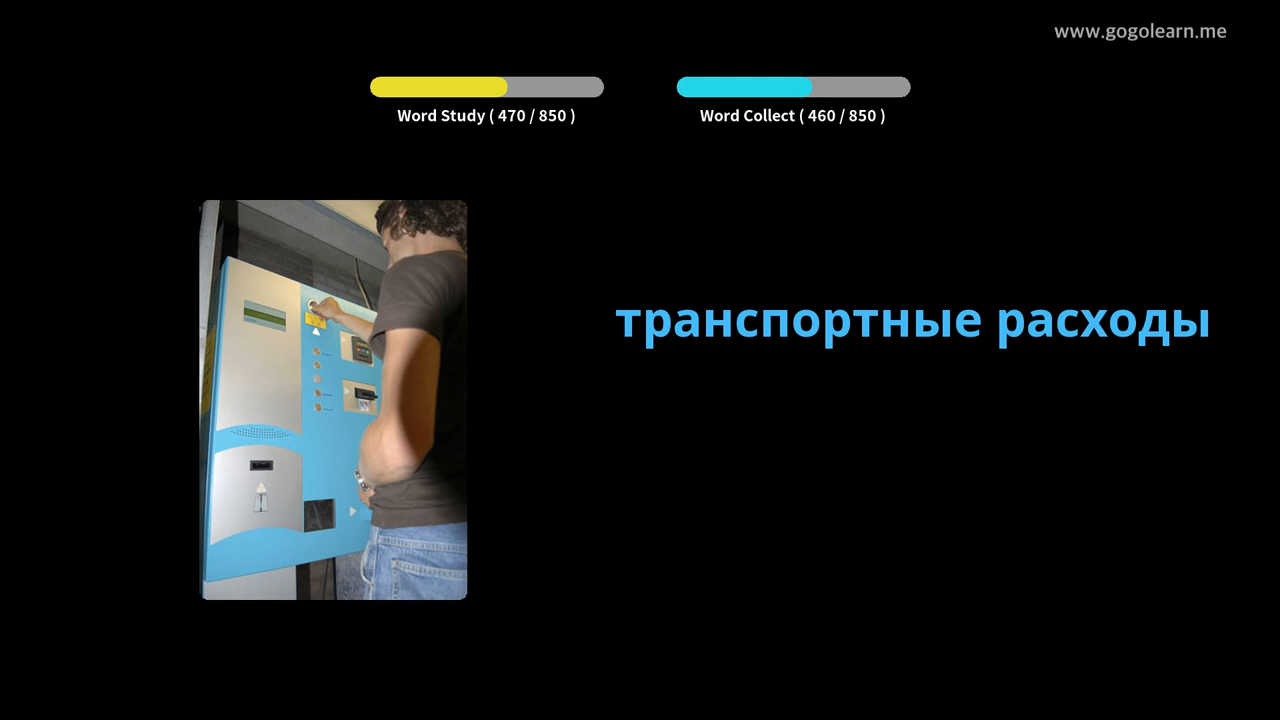 www.gogolearn.me
Word Study ( 470 / 850 )
Word Collect ( 460 / 850 )
транспортные расходы